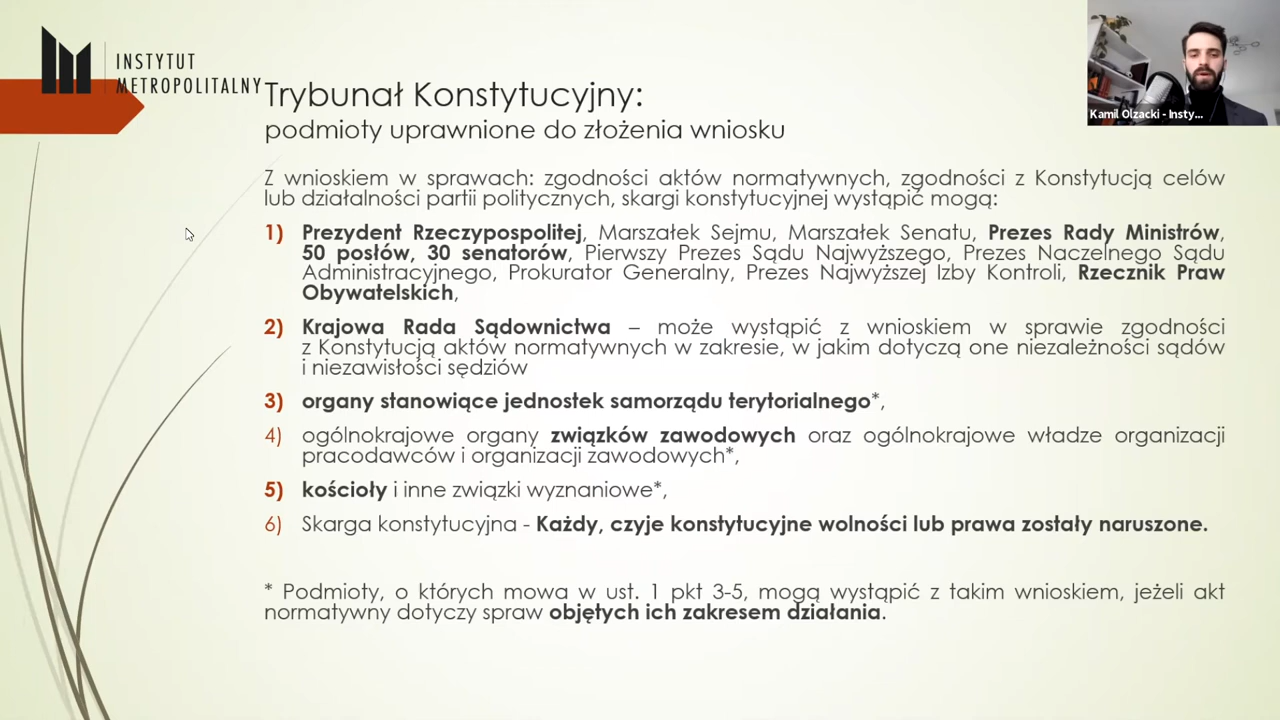 INSTYTUT
METROPOLITALNY
Kamil Olzacki - Insty...
Trybunał Konstytucyjny:
podmioty uprawnione do złożenia wniosku
Z wnioskiem w sprawach: zgodności aktów normatywnych, zgodności z Konstytucją celów
lub działalności partii politycznych, skargi konstytucyjnej wystąpić mogą:
1) Prezydent Rzeczypospolitej, Marszałek Sejmu, Marszałek Senatu, Prezes Rady Ministrów,
50 posłów, 30 senatorów, Pierwszy Prezes Sądu Najwyższego, Prezes Naczelnego Sądu
Administracyjnego, Prokurator Generalny, Prezes Najwyższej Izby Kontroli, Rzecznik Praw
Obywatelskich,
2) Krajowa Rada Sądownictwa – może wystąpić z wnioskiem w sprawie zgodności
z Konstytucją aktów normatywnych w zakresie, w jakim dotyczą one niezależności sądów
i niezawisłości sędziów
3) organy stanowiące jednostek samorządu terytorialnego*,
4) ogólnokrajowe organy związków zawodowych oraz ogólnokrajowe władze organizacji
pracodawców i organizacji zawodowych*,
5) kościoły i inne związki wyznaniowe*,
6) Skarga konstytucyjna - Każdy, czyje konstytucyjne wolności lub prawa zostały naruszone.
* Podmioty, o których mowa w ust. 1 pkt 3-5, mogą wystąpić z takim wnioskiem, jeżeli akt
normatywny dotyczy spraw objętych ich zakresem działania.